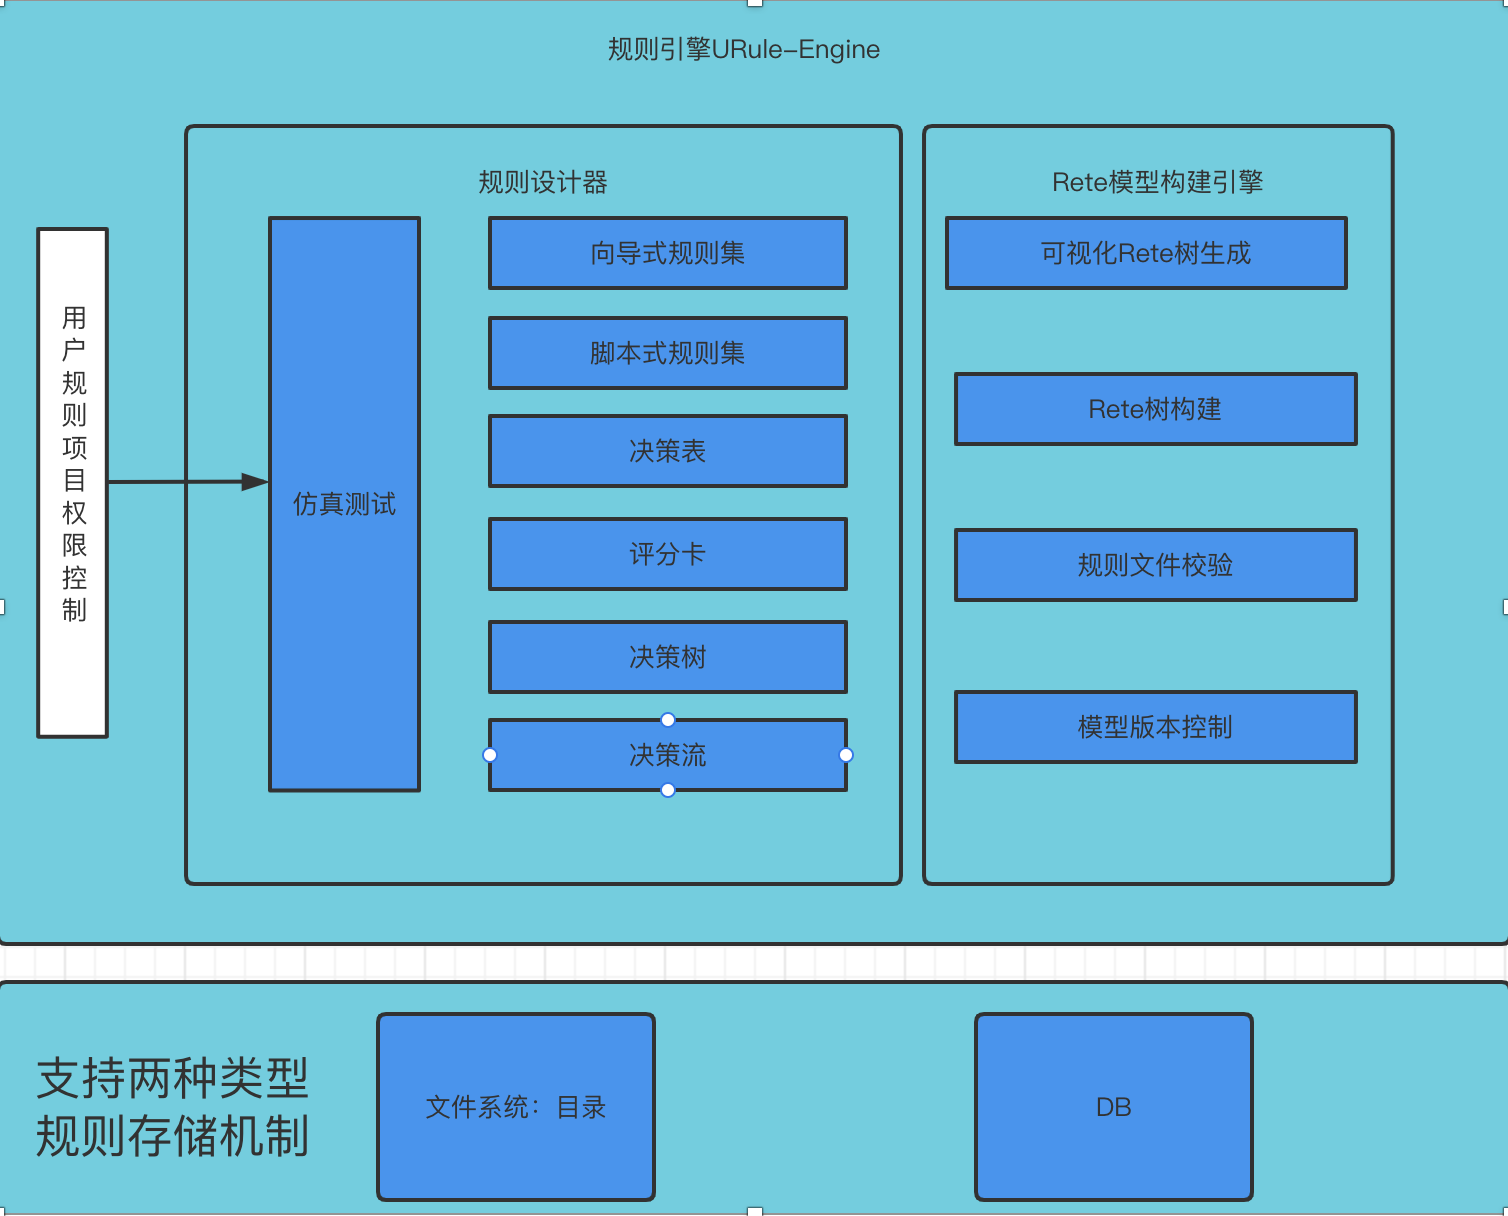 规则引擎URule-Engine
用户规则项目权限控制
规则设计器
仿真测试
向导式规则集
脚本式规则集
决策表
评分卡
决策树
决策流
Rete模型构建引擎
可视化Rete树生成
Rete树构建
规则文件校验
模型版本控制
支持两种类型
规则存储机制
文件系统：目录
DB